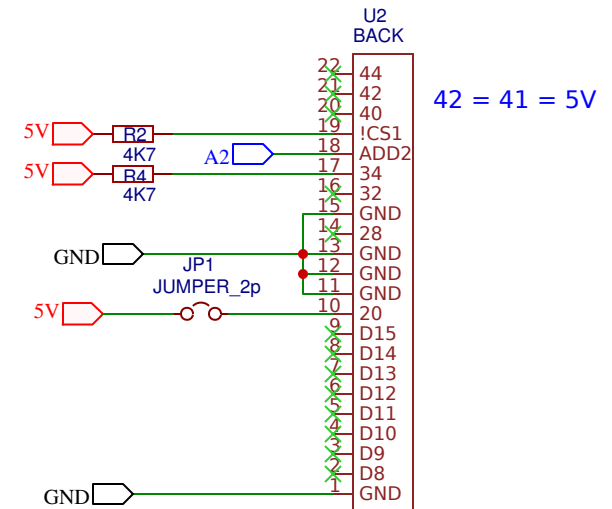 U2
BACK
22 44
21 42
42 = 41 = 5V
20 40
5V R2 19 !CS1
4K7
A2 18 ADD2
5V R4 17 34
4K7
16 32
15 GND
14 28
GND 13 GND
JP1
12 GND
JUMPER_2p
11 GND
5V 10 20
9 D15
8 D14
7 D13
6 D12
5 D11
4 D10
3 D9
2 D8
GND 1 GND